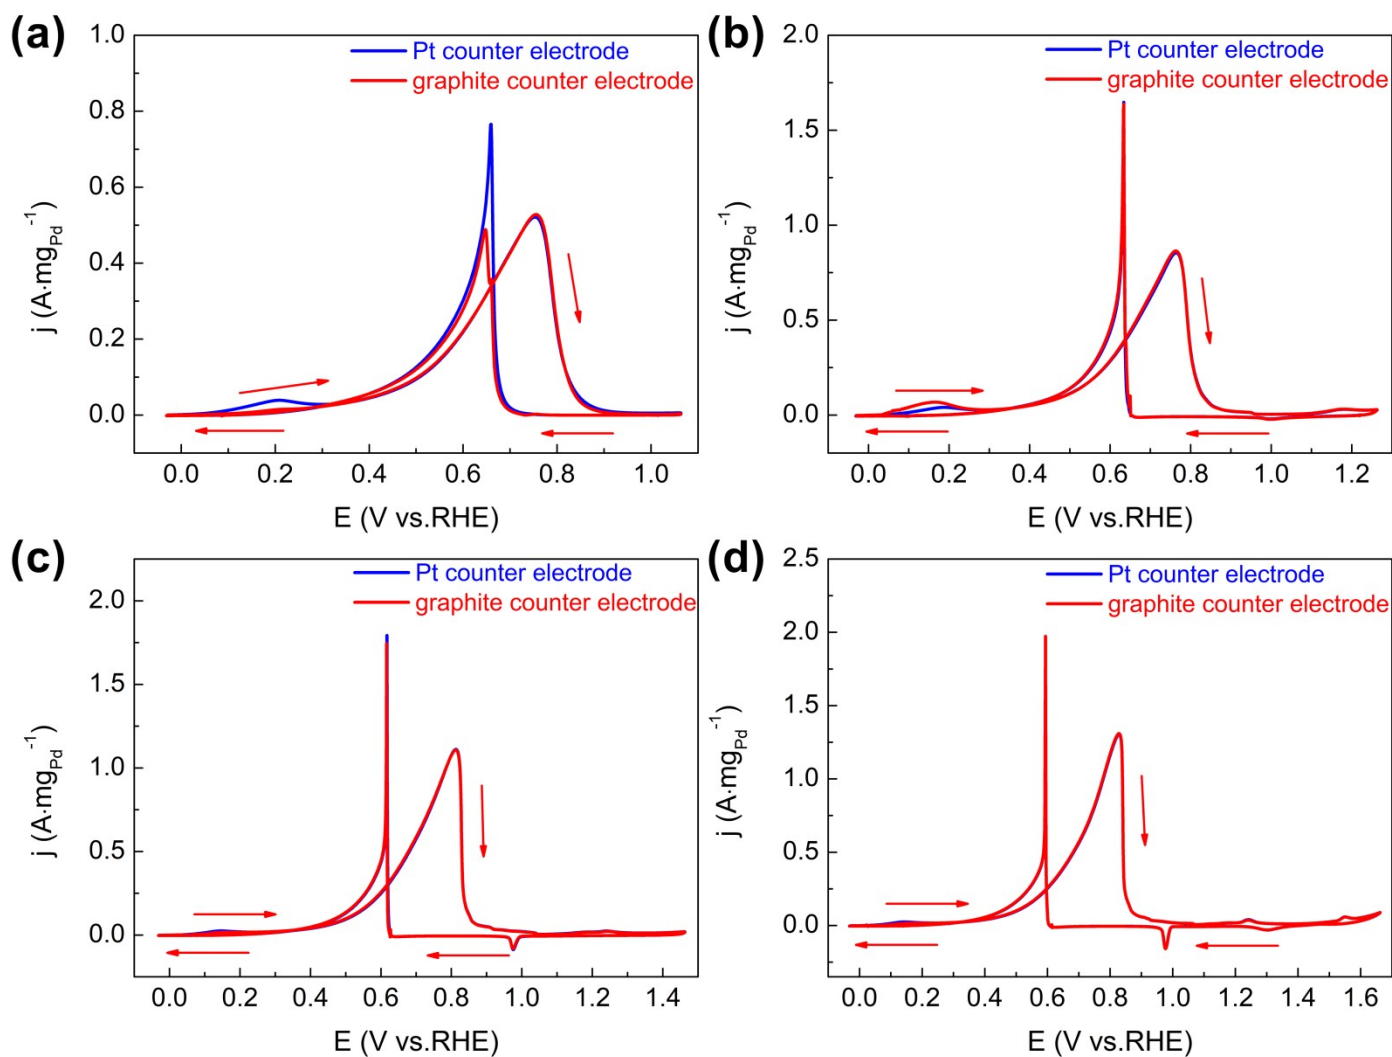 (a)
Pt counter electrode
graphite counter electrode
1.0
0.8
0.6
0.4
0.2
0.0
j (A·mg_Pd^-1)
0.0 0.2 0.4 0.6 0.8 1.0
E (V vs.RHE)
(b)
Pt counter electrode
graphite counter electrode
2.0
1.5
1.0
0.5
0.0
j (A·mg_Pd^-1)
0.0 0.2 0.4 0.6 0.8 1.0 1.2
E (V vs.RHE)
(c)
Pt counter electrode
graphite counter electrode
2.0
1.5
1.0
0.5
0.0
j (A·mg_Pd^-1)
0.0 0.2 0.4 0.6 0.8 1.0 1.2 1.4
E (V vs.RHE)
(d)
Pt counter electrode
graphite counter electrode
2.5
2.0
1.5
1.0
0.5
0.0
j (A·mg_Pd^-1)
0.0 0.2 0.4 0.6 0.8 1.0 1.2 1.4 1.6
E (V vs.RHE)